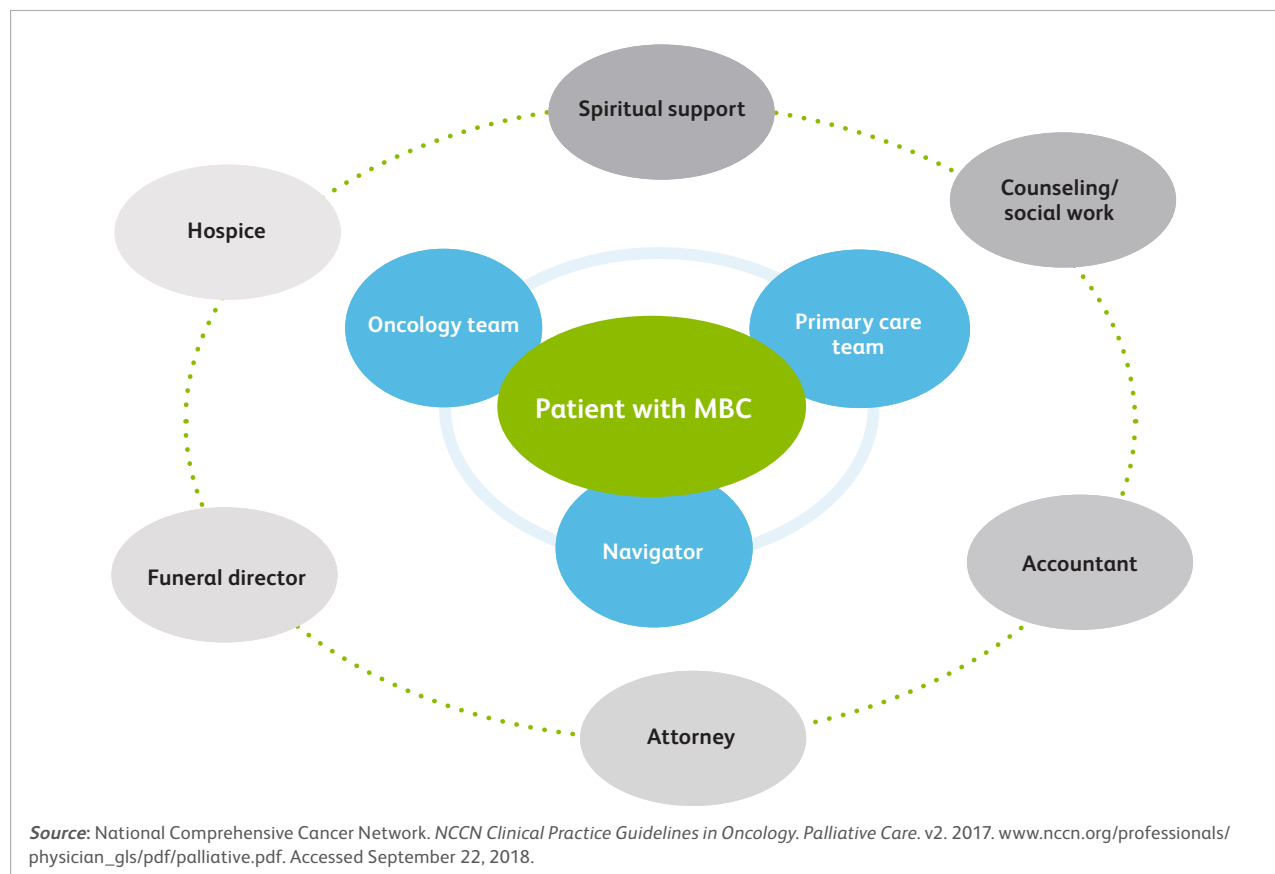 Spiritual support
Counseling/
social work
Hospice
Oncology team
Primary care
team
Patient with MBC
Navigator
Accountant
Funeral director
Attorney
Source: National Comprehensive Cancer Network. NCCN Clinical Practice Guidelines in Oncology. Palliative Care. v2. 2017. www.nccn.org/professionals/
physician_gls/pdf/palliative.pdf. Accessed September 22, 2018.